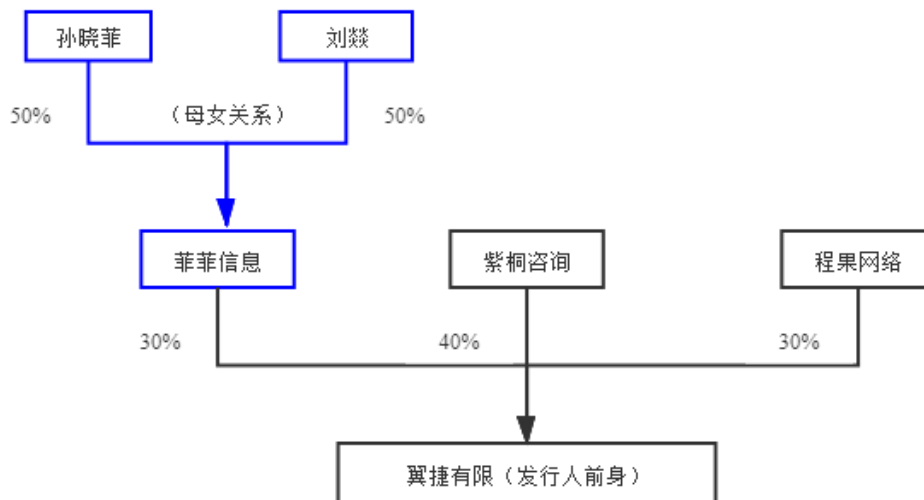 孙晓菲
刘燚
50%
（母女关系）
50%
菲菲信息
紫桐咨询
程果网络
30%
40%
30%
翼捷有限（发行人前身）